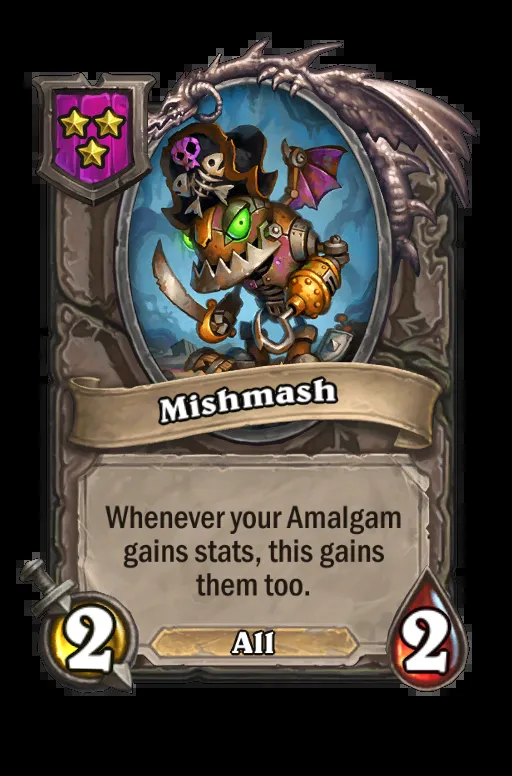 Mishmash
Whenever your Amalgam
gains stats, this gains
them too.
2
All
2